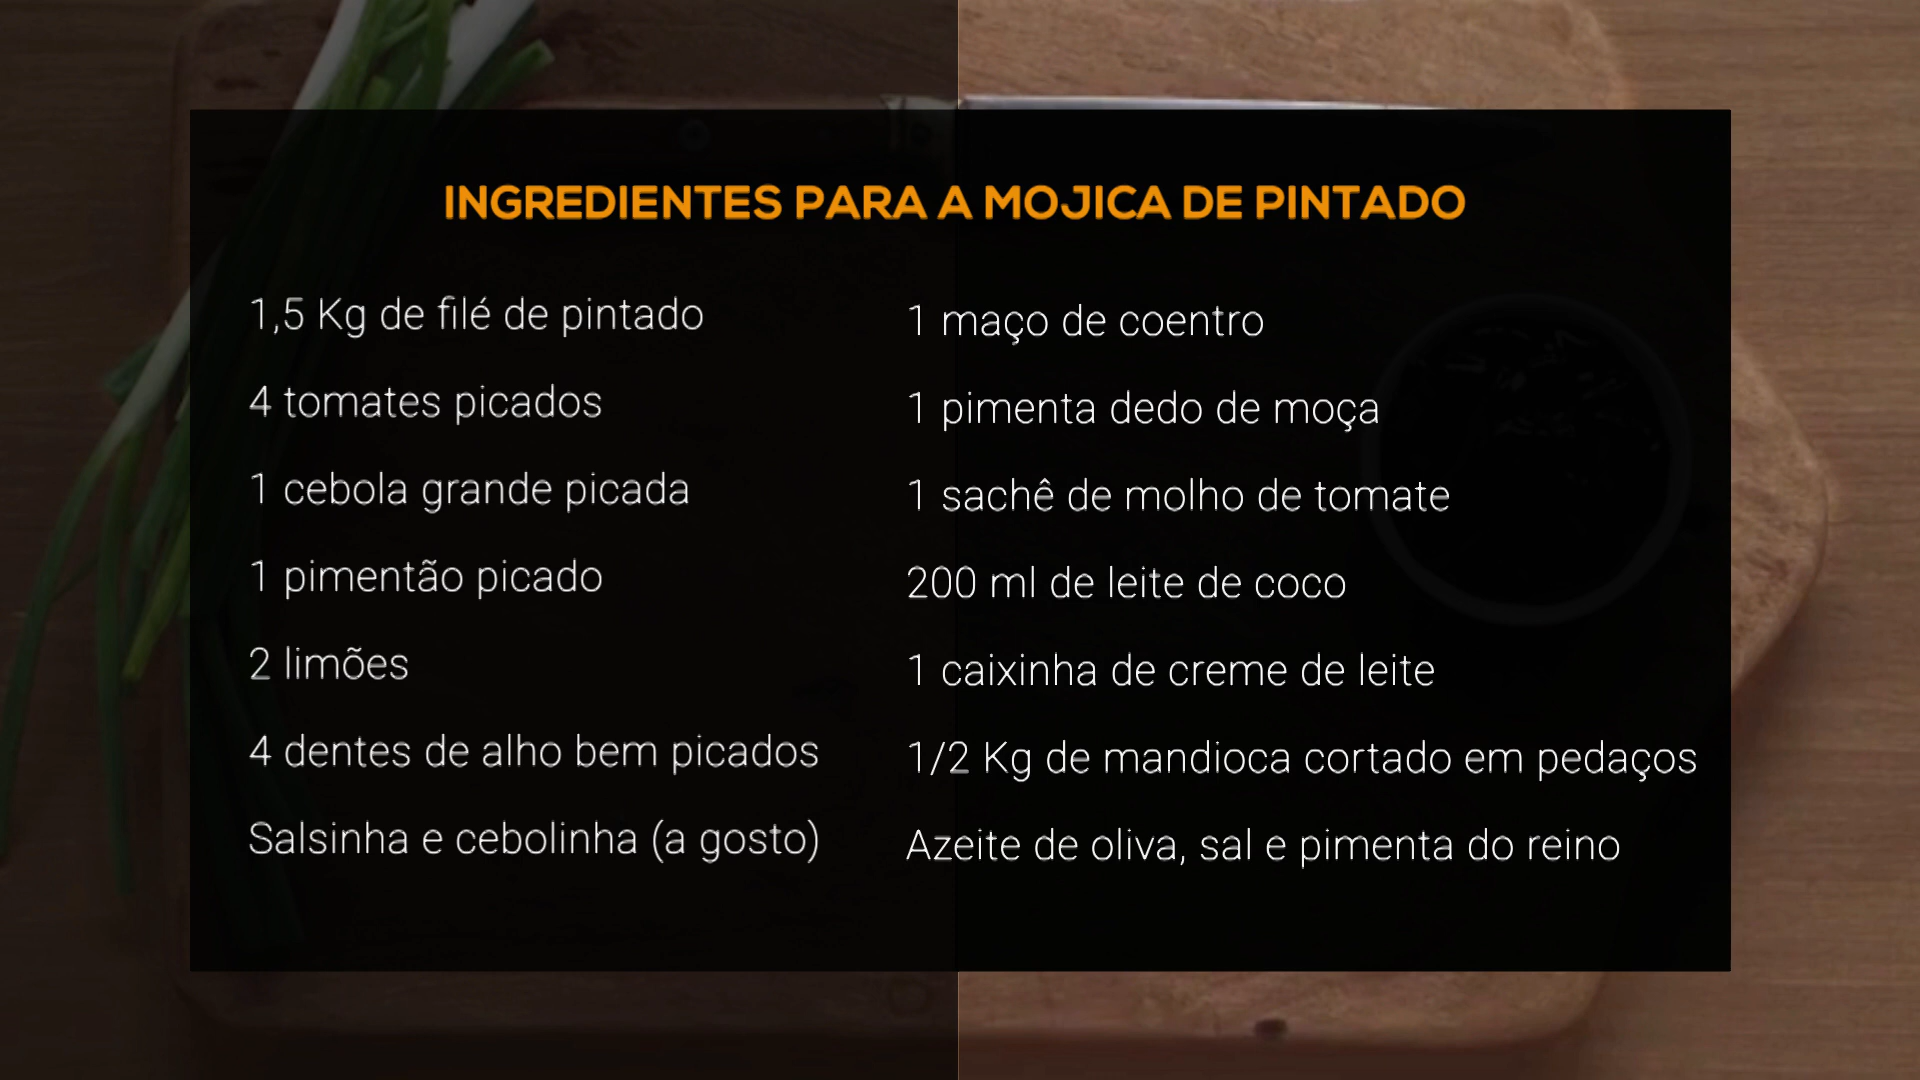 INGREDIENTES PARA A MOJICA DE PINTADO
1,5 Kg de filé de pintado
4 tomates picados
1 cebola grande picada
1 pimentão picado
2 limões
4 dentes de alho bem picados
Salsinha e cebolinha (a gosto)
1 maço de coentro
1 pimenta dedo de moça
1 sachê de molho de tomate
200 ml de leite de coco
1 caixinha de creme de leite
1/2 Kg de mandioca cortado em pedaços
Azeite de oliva, sal e pimenta do reino